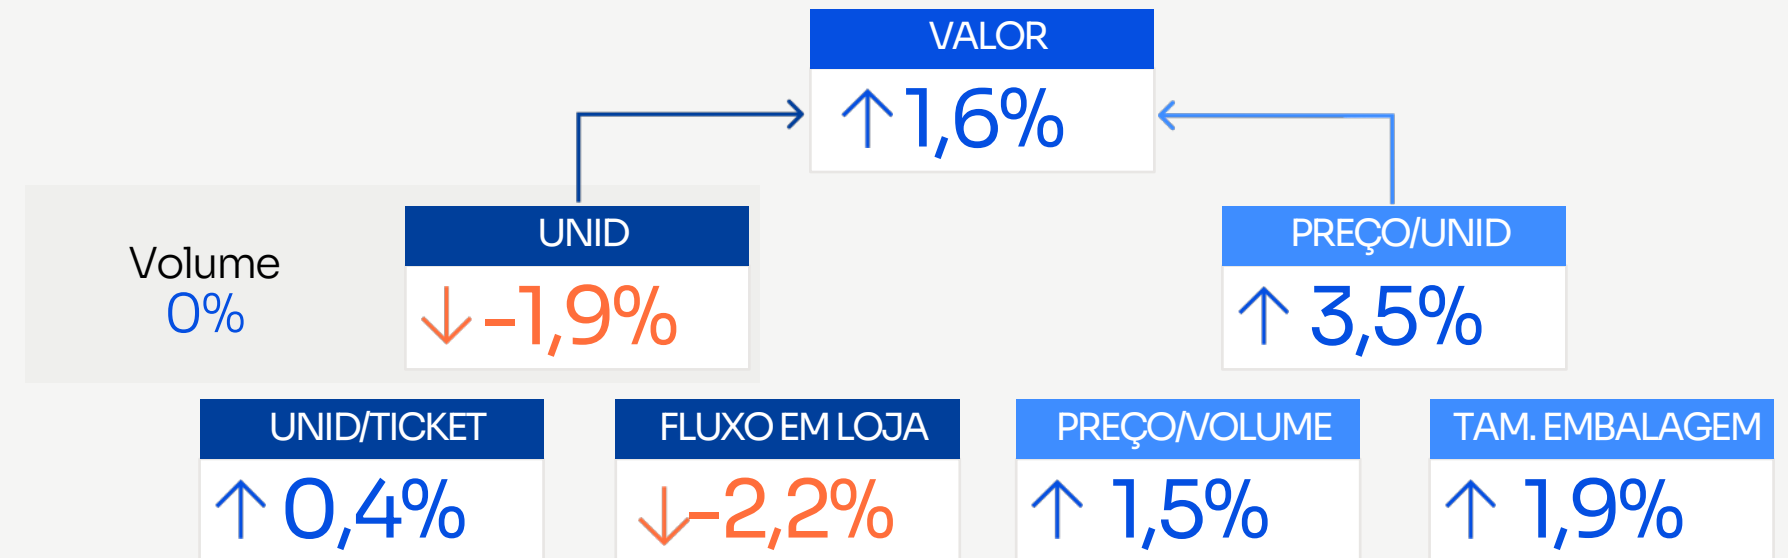 VALOR
↑ 1,6%
Volume
0%
UNID
↓ -1,9%
PREÇO/UNID
↑ 3,5%
UNID/TICKET
↑ 0,4%
FLUXO EM LOJA
↓ -2,2%
PREÇO/VOLUME
↑ 1,5%
TAM. EMBALAGEM
↑ 1,9%